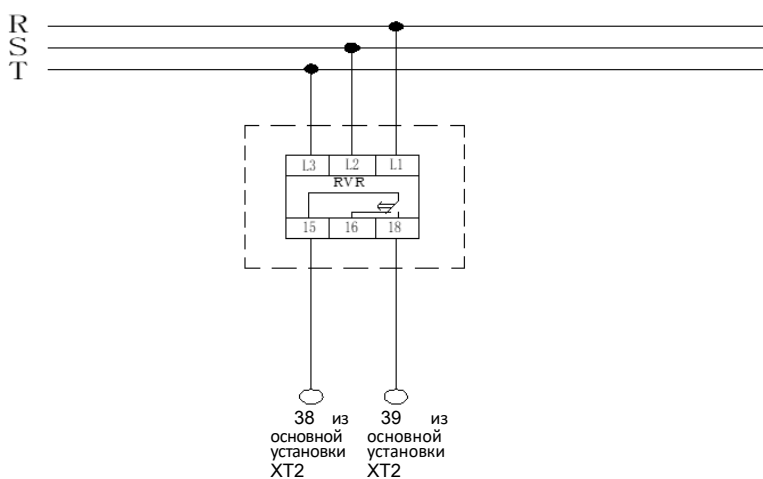 R
S
T
L3 L2 L1
RVR
15 16 18
38 из
основной
установки
XT2
39 из
основной
установки
XT2